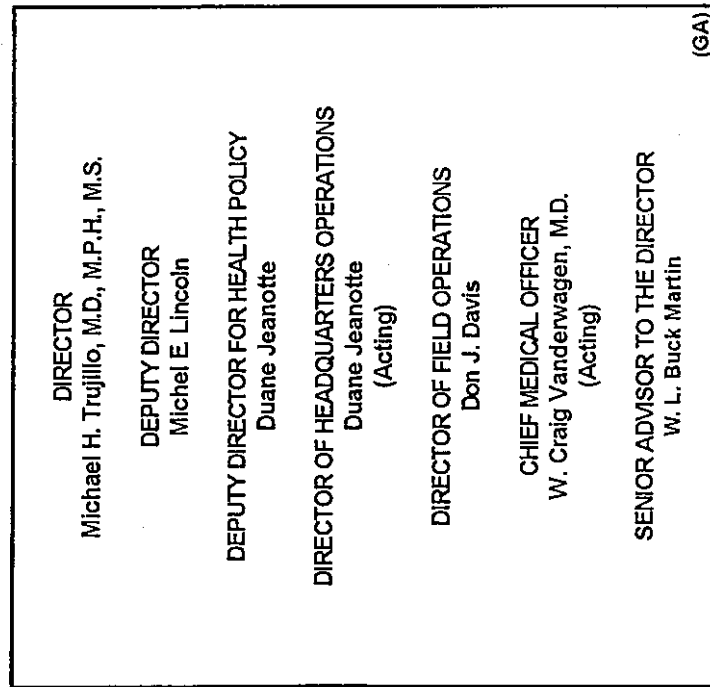 DIRECTOR
Michael H. Trujillo, M.D., M.P.H., M.S.
DEPUTY DIRECTOR
Michel E. Lincoln
DEPUTY DIRECTOR FOR HEALTH POLICY
Duane Jeanotte
DIRECTOR OF HEADQUARTERS OPERATIONS
Duane Jeanotte
(Acting)
DIRECTOR OF FIELD OPERATIONS
Don J. Davis
CHIEF MEDICAL OFFICER
W. Craig Vanderwagen, M.D.
(Acting)
SENIOR ADVISOR TO THE DIRECTOR
W. L. Buck Martin
(GA)